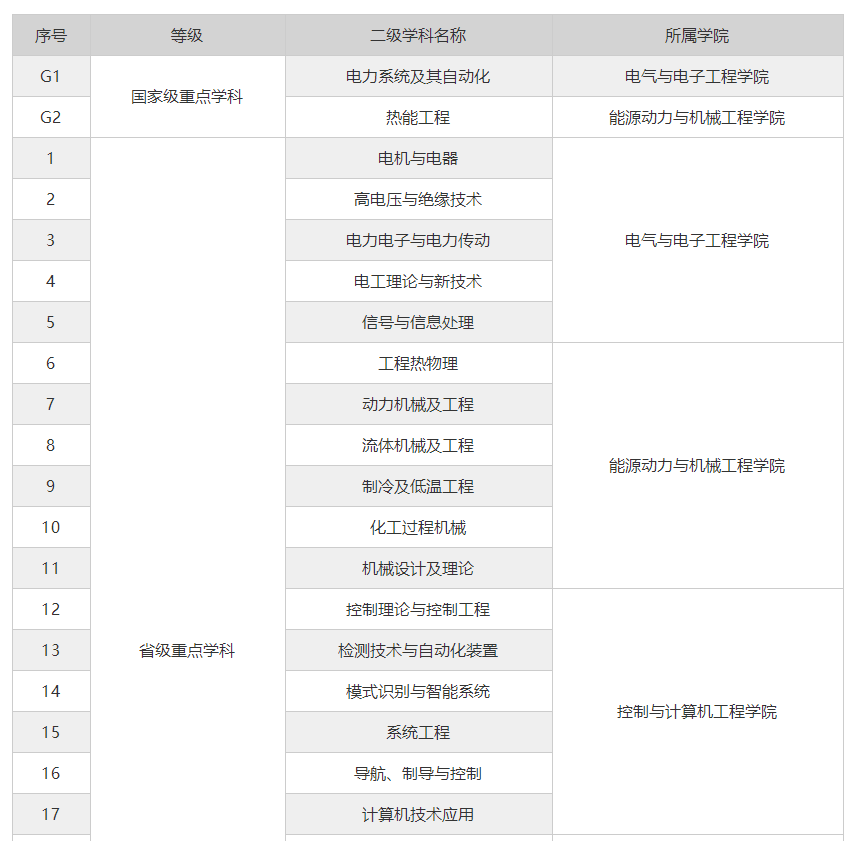 序号 等级 二级学科名称 所属学院
G1 国家级重点学科 电力系统及其自动化 电气与电子工程学院
G2 热能工程 能源动力与机械工程学院
1 电机与电器
2 高电压与绝缘技术
3 电力电子与电力传动 电气与电子工程学院
4 电工理论与新技术
5 信号与信息处理
6 工程热物理
7 动力机械及工程
8 流体机械及工程 能源动力与机械工程学院
9 制冷及低温工程
10 化工过程机械
11 机械设计及理论
12 控制理论与控制工程
13 省级重点学科 检测技术与自动化装置
14 模式识别与智能系统 控制与计算机工程学院
15 系统工程
16 导航、制导与控制
17 计算机技术应用